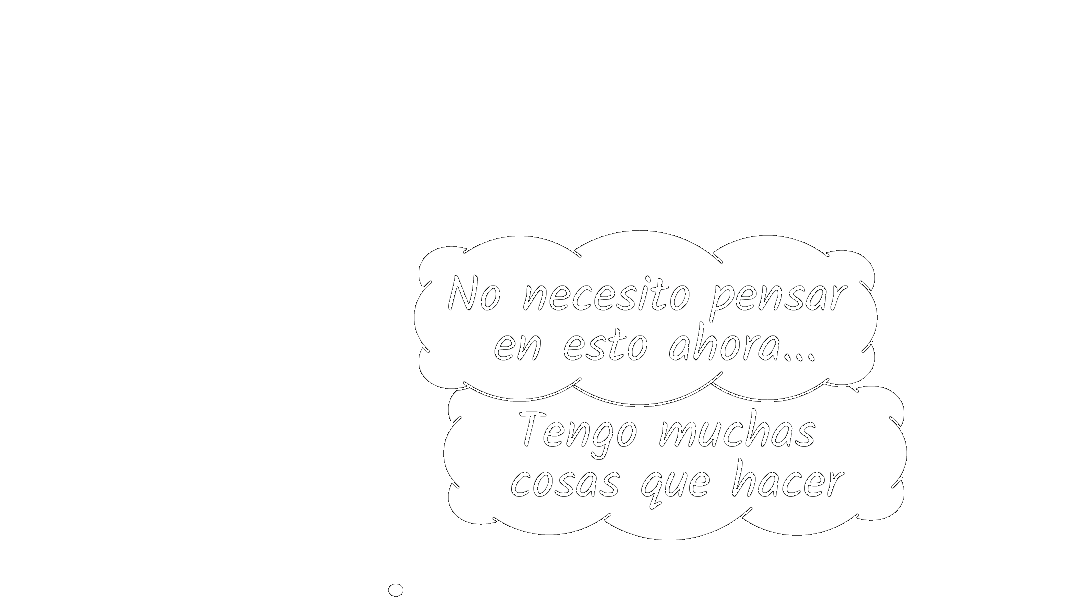 No necesito pensar
en esto ahora...
Tengo muchas
cosas que hacer